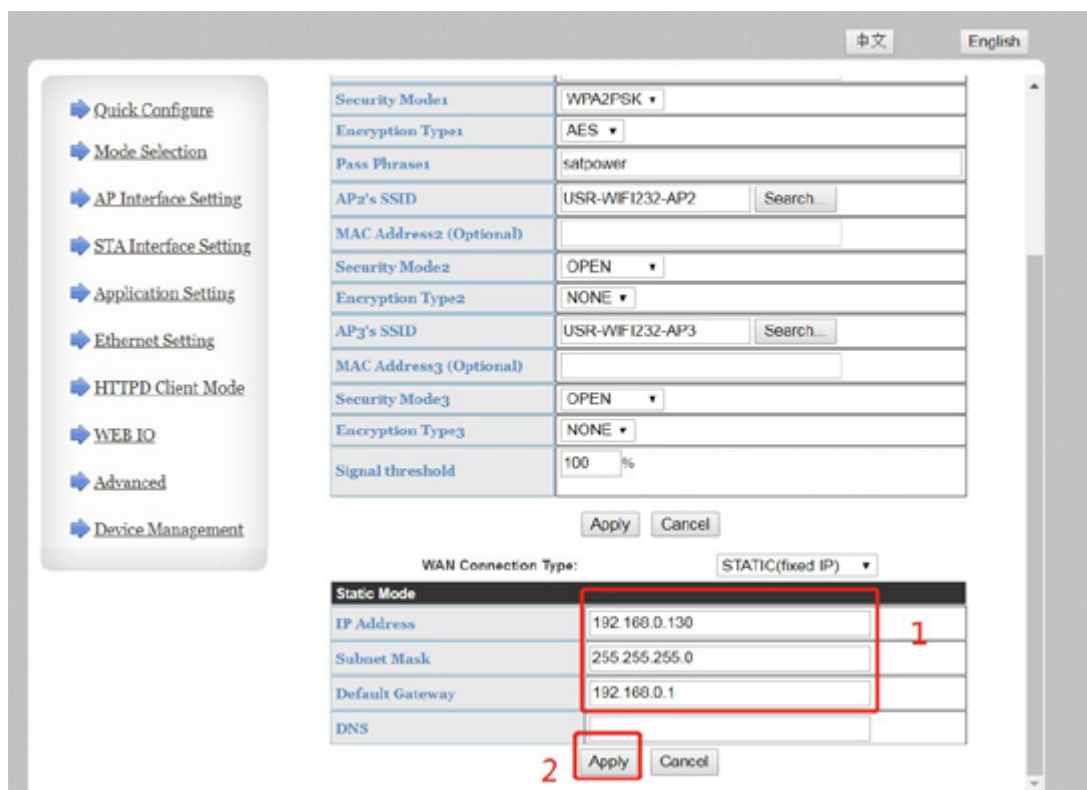 中文 English
Quick Configure
Mode Selection
AP Interface Setting
STA Interface Setting
Application Setting
Ethernet Setting
HTTPD Client Mode
WEB IO
Advanced
Device Management
Security Mode1 WPA2PSK
Encryption Type1 AES
Pass Phrase1 satpower
AP2's SSID USR-WIFI232-AP2 Search...
MAC Address2 (Optional)
Security Mode2 OPEN
Encryption Type2 NONE
AP3's SSID USR-WIFI232-AP3 Search...
MAC Address3 (Optional)
Security Mode3 OPEN
Encryption Type3 NONE
Signal threshold 100 %
Apply Cancel
WAN Connection Type: STATIC(fixed IP)
Static Mode
IP Address 192.168.0.130 1
Subnet Mask 255.255.255.0
Default Gateway 192.168.0.1
DNS
2 Apply Cancel